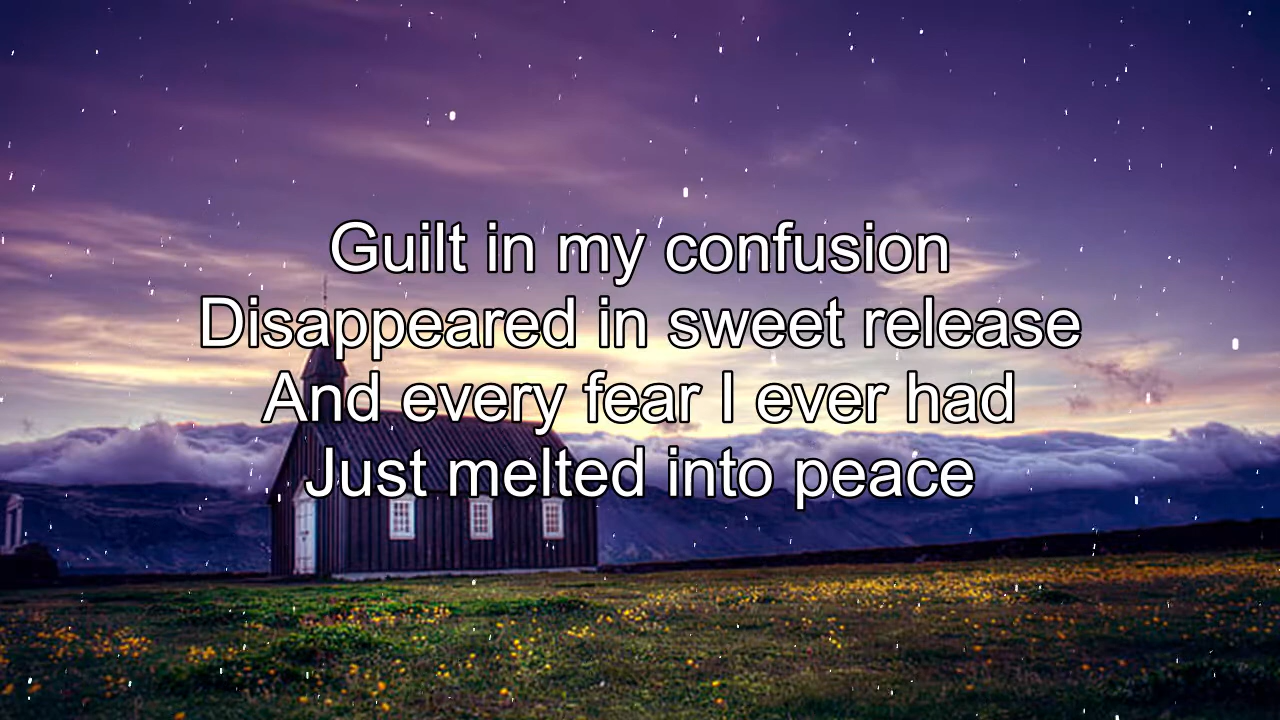 Guilt in my confusion
Disappeared in sweet release
And every fear I ever had
Just melted into peace